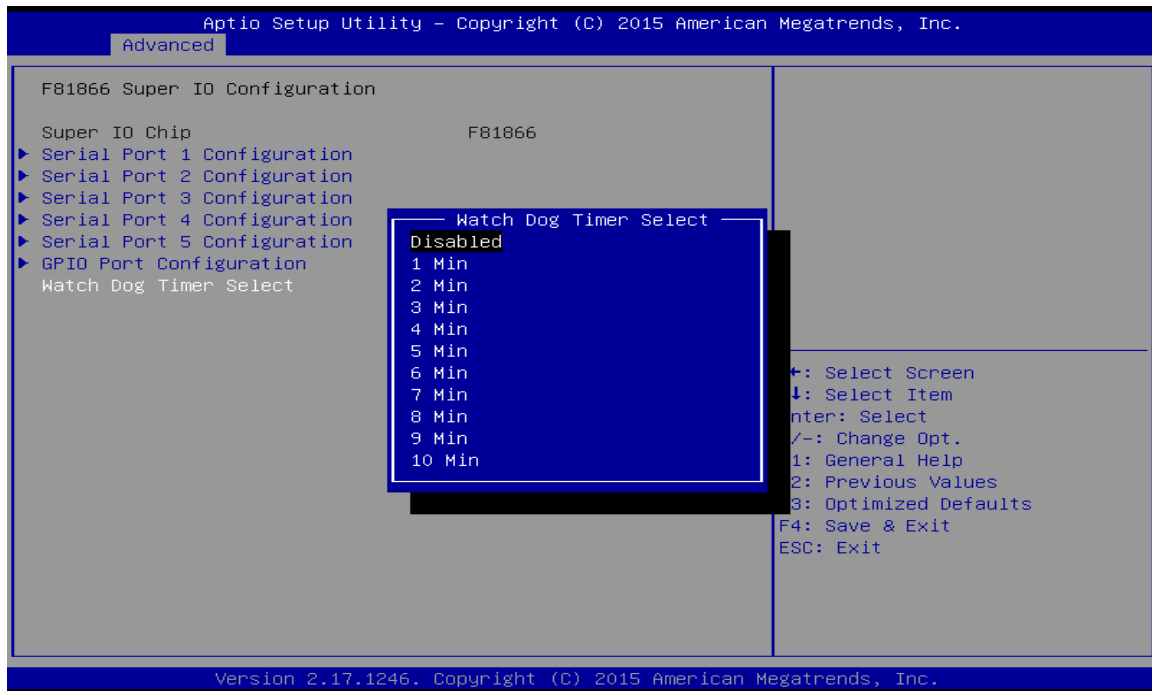 Aptio Setup Utility – Copyright (C) 2015 American Megatrends, Inc.
Advanced
F81866 Super IO Configuration
Super IO Chip F81866
Serial Port 1 Configuration
Serial Port 2 Configuration
Serial Port 3 Configuration
Serial Port 4 Configuration
Serial Port 5 Configuration
GPIO Port Configuration
Watch Dog Timer Select
Watch Dog Timer Select
Disabled
1 Min
2 Min
3 Min
4 Min
5 Min
6 Min
7 Min
8 Min
9 Min
10 Min
: Select Screen
: Select Item
nter: Select
/-: Change Opt.
1: General Help
2: Previous Values
3: Optimized Defaults
F4: Save & Exit
ESC: Exit
Version 2.17.1246. Copyright (C) 2015 American Megatrends, Inc.